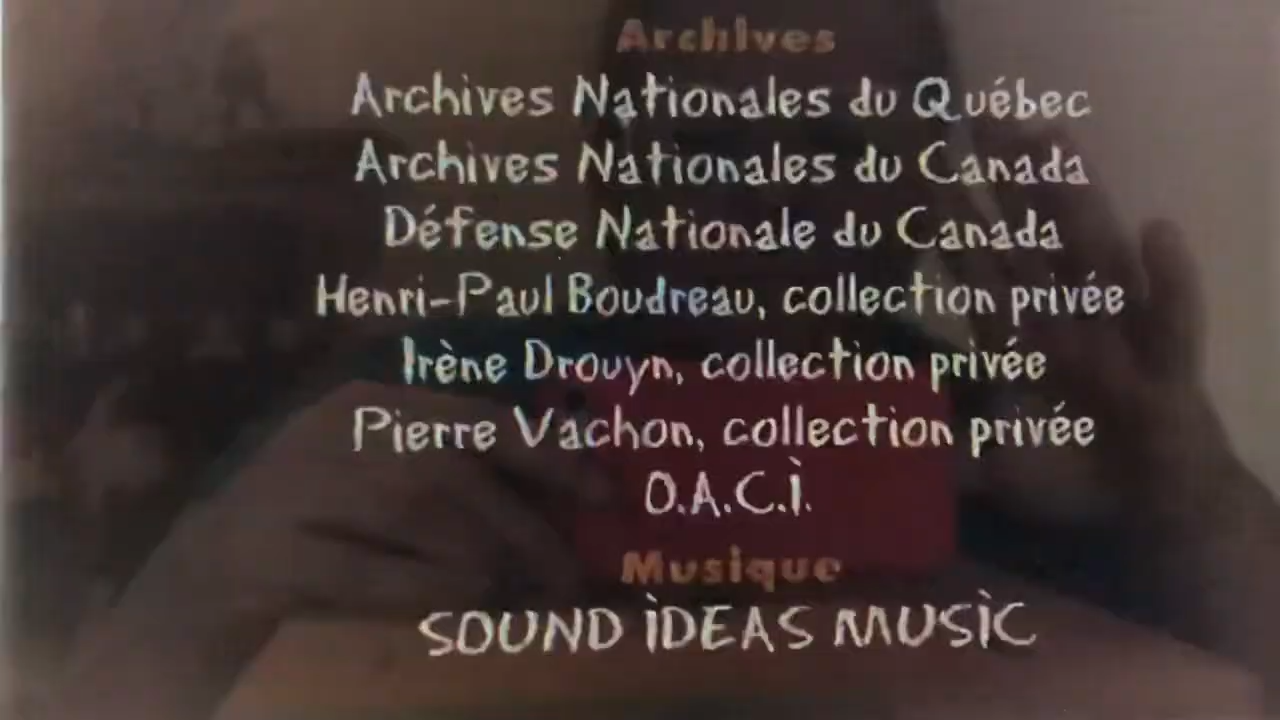 Archives
Archives Nationales du Québec
Archives Nationales du Canada
Défense Nationale du Canada
Henri-Paul Boudreau, collection privée
Irène Drouyn, collection privée
Pierre Vachon, collection privée
O.A.C.I.
Musique
SOUND IDEAS MUSIC